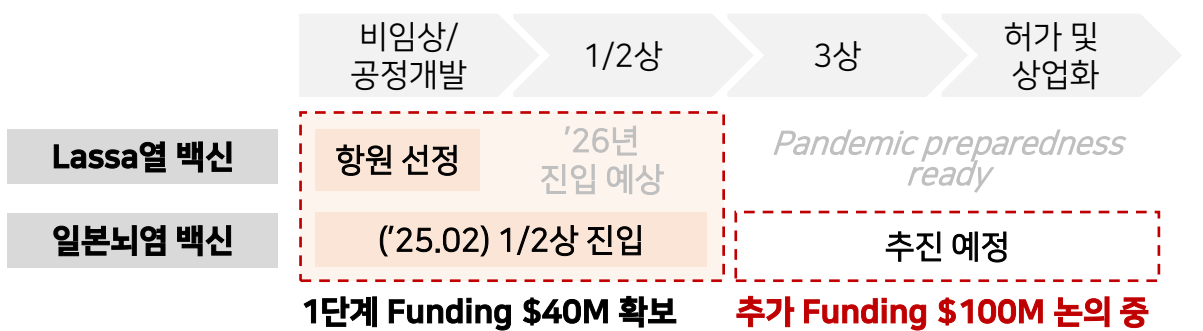 비임상/
공정개발
1/2상
3상
허가 및
상업화
Lassa열 백신
항원 선정
’26년
진입 예상
Pandemic preparedness
ready
일본뇌염 백신
(’25.02) 1/2상 진입
추진 예정
1단계 Funding $40M 확보
추가 Funding $100M 논의 중